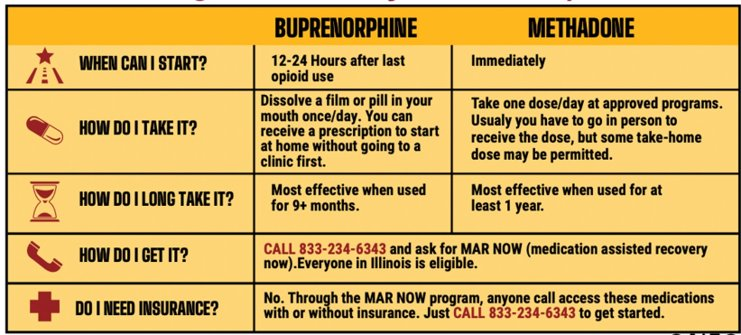 BUPRENORPHINE
METHADONE
WHEN CAN I START?
12-24 Hours after last
opioid use
Immediately
HOW DO I TAKE IT?
Dissolve a film or pill in your
mouth once/day. You can
receive a prescription to start
at home without going to a
clinic first.
Take one dose/day at approved programs.
Usualy you have to go in person to
receive the dose, but some take-home
dose may be permitted.
HOW DO I LONG TAKE IT?
Most effective when used
for 9+ months.
Most effective when used for at
least 1 year.
HOW DO I GET IT?
CALL 833-234-6343 and ask for MAR NOW (medication assisted recovery
now).Everyone in Illinois is eligible.
DO I NEED INSURANCE?
No. Through the MAR NOW program, anyone call access these medications
with or without insurance. Just CALL 833-234-6343 to get started.